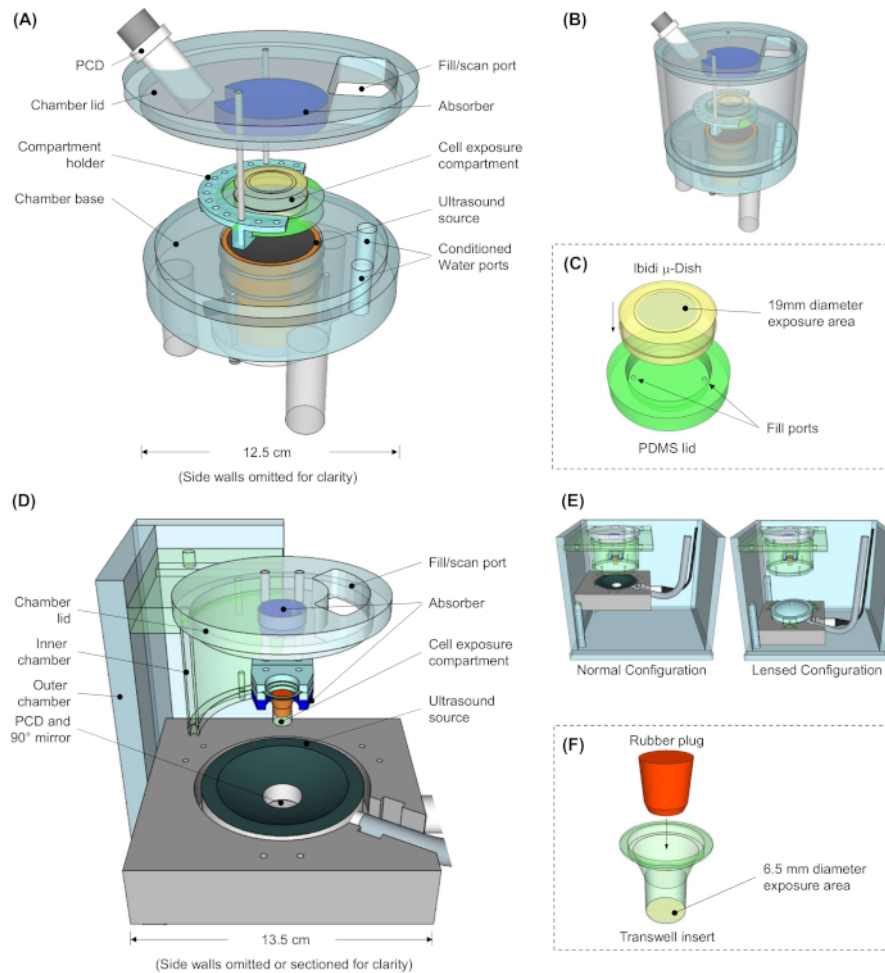 (A)
PCD
Chamber lid
Compartment
holder
Chamber base
Fill/scan port
Absorber
Cell exposure
compartment
Ultrasound
source
Conditioned
Water ports
12.5 cm
(Side walls omitted for clarity)
(B)
(C)
Ibidi μ-Dish
19mm diameter
exposure area
Fill ports
PDMS lid
(D)
Chamber
lid
Inner
chamber
Outer
chamber
PCD and
90° mirror
Fill/scan port
Absorber
Cell exposure
compartment
Ultrasound
source
13.5 cm
(Side walls omitted or sectioned for clarity)
(E)
Normal Configuration
Lensed Configuration
(F)
Rubber plug
6.5 mm diameter
exposure area
Transwell insert